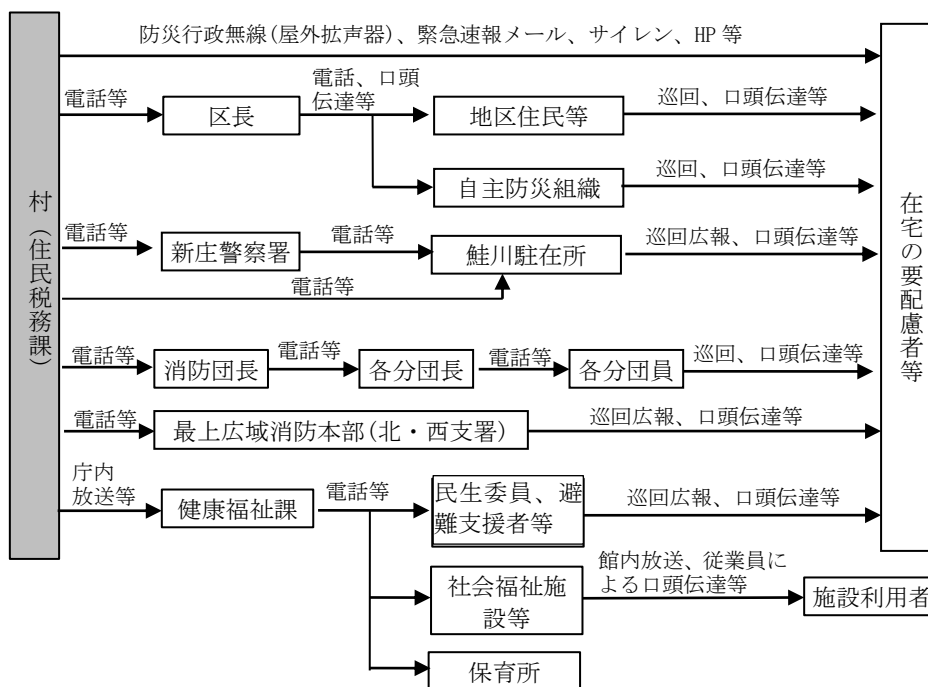 防災行政無線(屋外拡声器)、緊急速報メール、サイレン、HP 等
村（住民税務課）
在宅の要配慮者等
電話等
区長
電話、口頭
伝達等
地区住民等
巡回、口頭伝達等
自主防災組織
巡回、口頭伝達等
電話等
新庄警察署
電話等
鮭川駐在所
巡回広報、口頭伝達等
電話等
電話等
消防団長
電話等
各分団長
電話等
各分団員
巡回、口頭伝達等
電話等
最上広域消防本部(北・西支署)
巡回広報、口頭伝達等
庁内
放送等
健康福祉課
電話等
民生委員、避
難支援者等
巡回広報、口頭伝達等
社会福祉施
設等
館内放送、従業員に
よる口頭伝達等
施設利用者
保育所